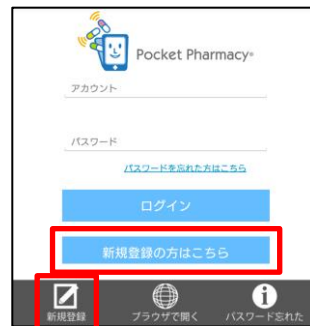 Pocket Pharmacy®
アカウント
パスワード
パスワードを忘れた方はこちら
ログイン
新規登録の方はこちら
新規登録
ブラウザで開く
パスワード忘れた